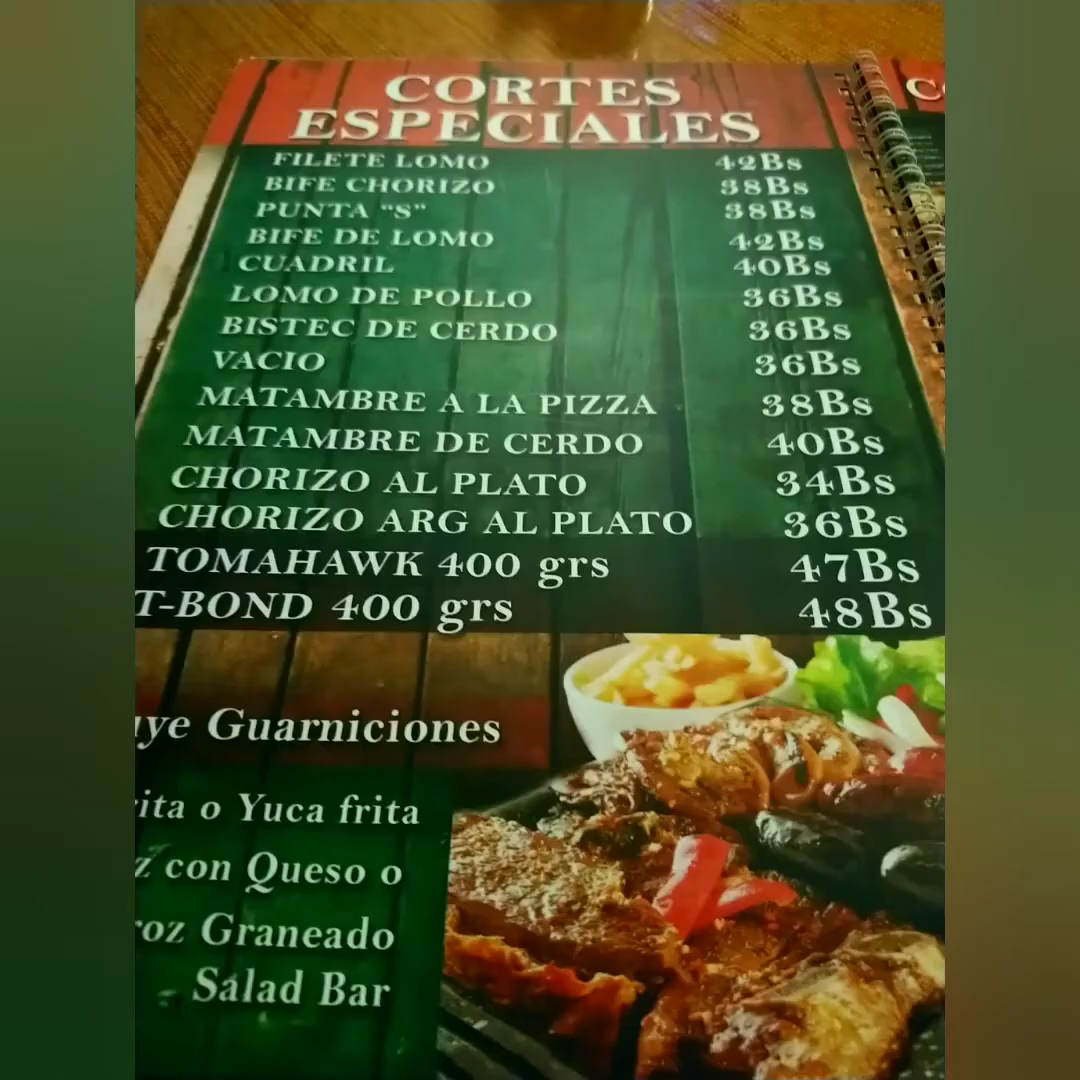 CORTES
ESPECIALES
FILETE LOMO 42Bs
BIFE CHORIZO 38Bs
PUNTA "S" 38Bs
BIFE DE LOMO 42Bs
CUADRIL 40Bs
LOMO DE POLLO 36Bs
BISTEC DE CERDO 36Bs
VACIO 36Bs
MATAMBRE A LA PIZZA 38Bs
MATAMBRE DE CERDO 40Bs
CHORIZO AL PLATO 34Bs
CHORIZO ARG AL PLATO 36Bs
TOMAHAWK 400 grs 47Bs
T-BOND 400 grs 48Bs
Guarniciones
o Yuca frita
con Queso o
Graneado
Salad Bar